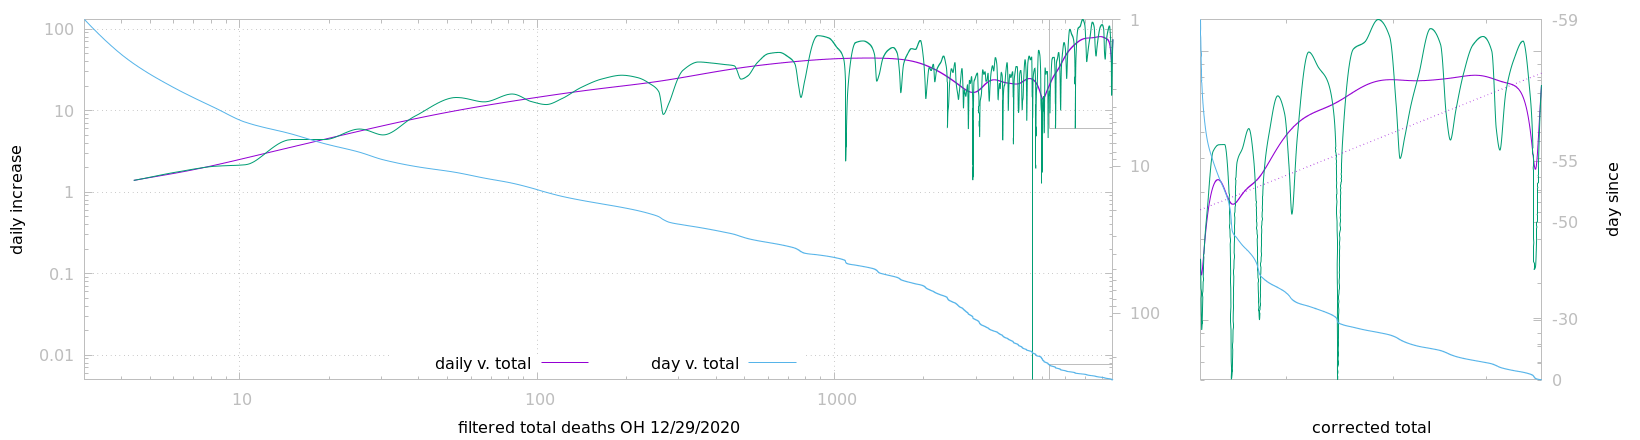 100
10
1
0.1
0.01
daily increase
10
100
1000
filtered total deaths OH 12/29/2020
daily v. total
day v. total
1
10
100
-59
-55
-50
-30
0
day since
corrected total